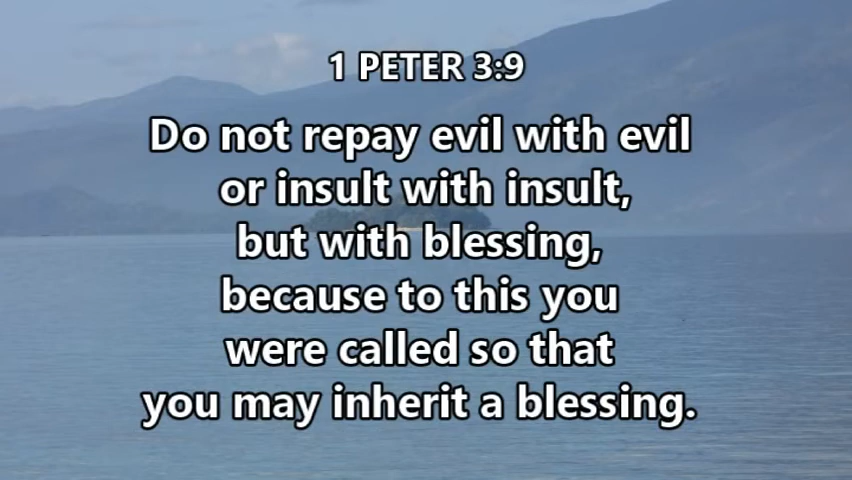 1 PETER 3:9
Do not repay evil with evil
or insult with insult,
but with blessing,
because to this you
were called so that
you may inherit a blessing.